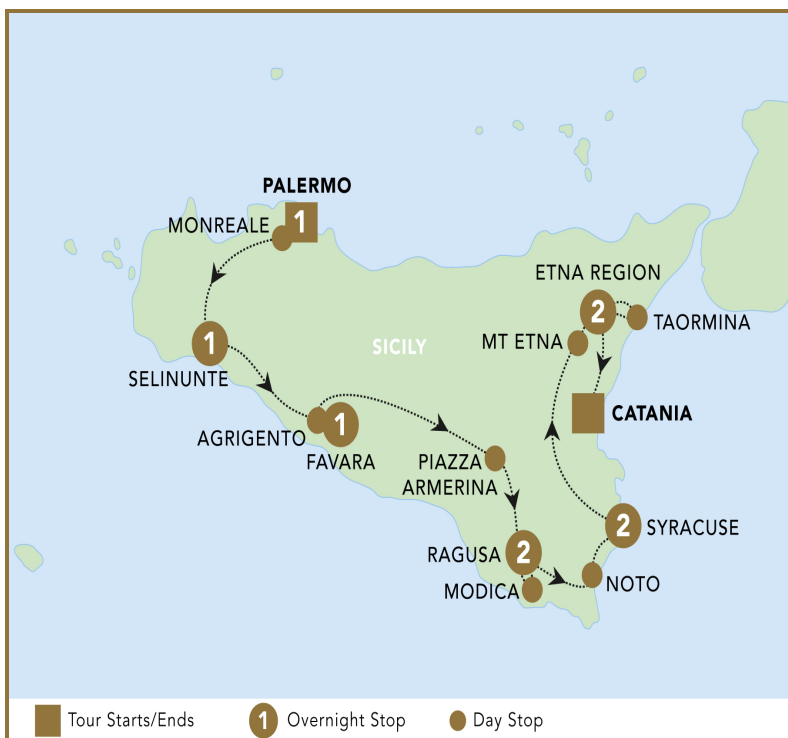 PALERMO
1
MONREALE
ETNA REGION
2
TAORMINA
MT ETNA
SICILY
1
SELINUNTE
CATANIA
1
AGRIGENTO
FAVARA
PIAZZA
ARMERINA
2
SYRACUSE
RAGUSA
2
MODICA
NOTO
Tour Starts/Ends
1
Overnight Stop
Day Stop